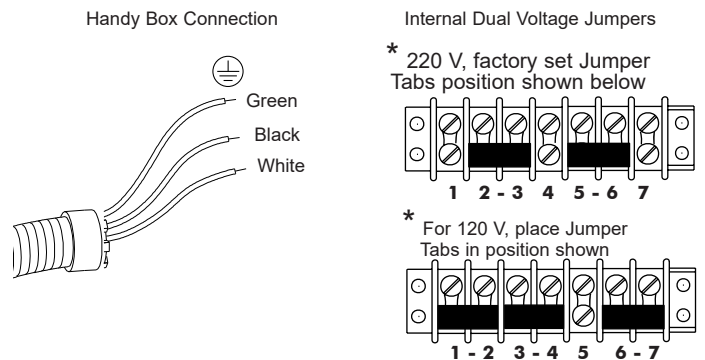 Handy Box Connection
Green
Black
White
Internal Dual Voltage Jumpers
* 220 V, factory set Jumper
Tabs position shown below
1 2 - 3 4 5 - 6 7
* For 120 V, place Jumper
Tabs in position shown
1 - 2 3 - 4 5 6 - 7